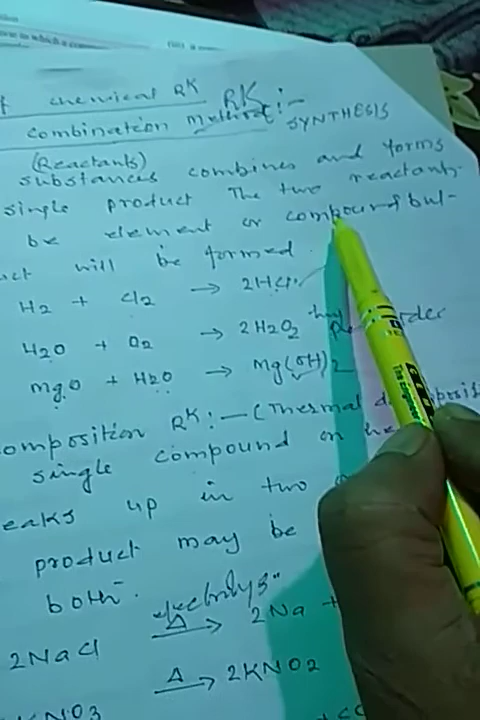 chemical RK
combination method:- RK SYNTHESIS
(Reactants)
substances combines and forms
single product The two reactants
be element or compound but
will be formed
H2 + Cl2 → 2HCl
H2O + O2 → 2H2O2
MgO + H2O → Mg(OH)2
composition RK:- (Thermal
single compound on
up in two
product may be
both.
electrolysis
2NaCl Δ→ 2Na +
Δ→ 2KNO2
KNO3